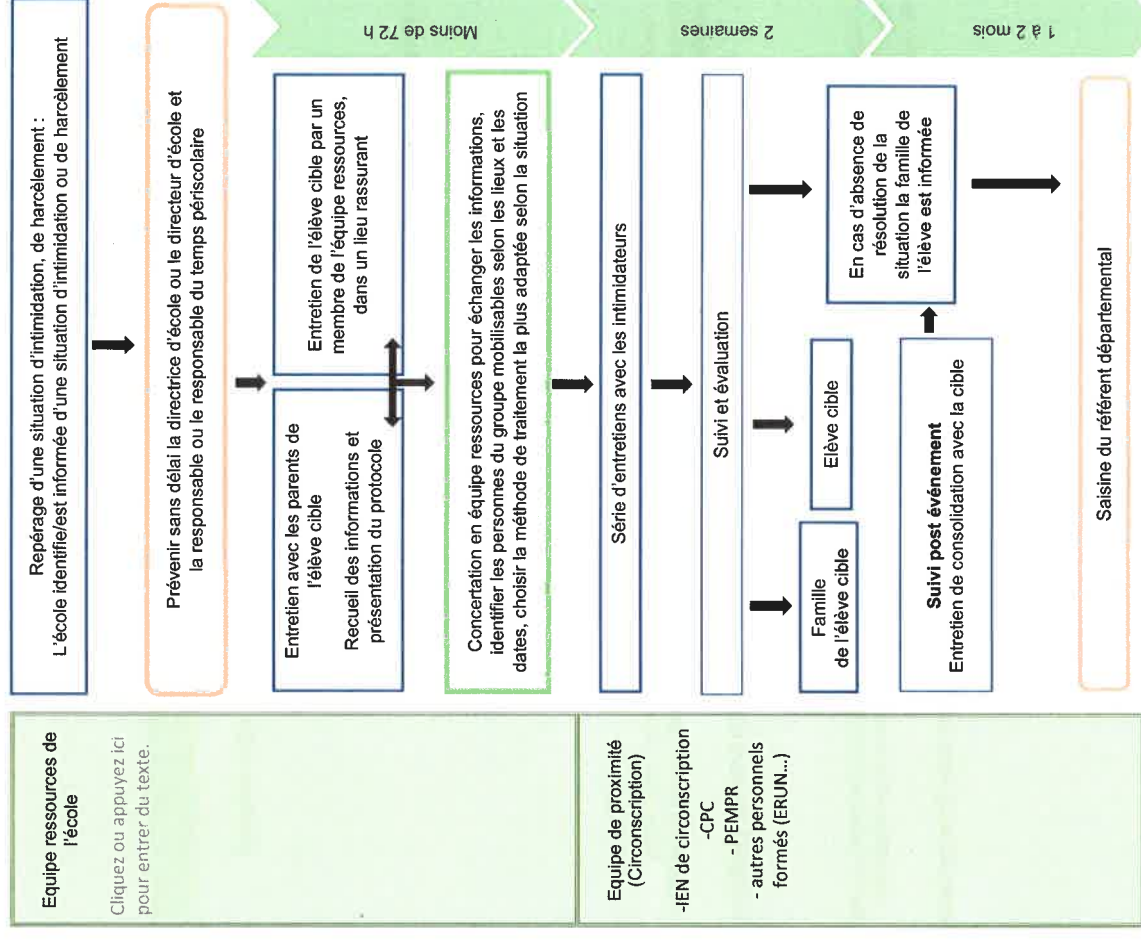 Equipe ressources de
l'école
Cliquez ou appuyez ici
pour entrer du texte.
Equipe de proximité
(Circonscription)
-IEN de circonscription
-CPC
- PEMPR
- autres personnels
formés (ERUN...)
Repérage d'une situation d'intimidation, de harcèlement :
L'école identifie/est informée d'une situation d'intimidation ou de harcèlement
Prévenir sans délai la directrice d'école ou le directeur d'école et
la responsable ou le responsable du temps périscolaire
Entretien avec les parents de
l'élève cible
Recueil des informations et
présentation du protocole
Entretien de l'élève cible par un
membre de l'équipe ressources,
dans un lieu rassurant
Concertation en équipe ressources pour échanger les informations,
identifier les personnes du groupe mobilisables selon les lieux et les
dates, choisir la méthode de traitement la plus adaptée selon la situation
Série d'entretiens avec les intimidateurs
Suivi et évaluation
Famille
de l'élève cible
Elève cible
En cas d'absence de
résolution de la
situation la famille de
l'élève est informée
Suivi post événement
Entretien de consolidation avec la cible
Saisine du référent départemental
Moins de 72 h
2 semaines
1 à 2 mois